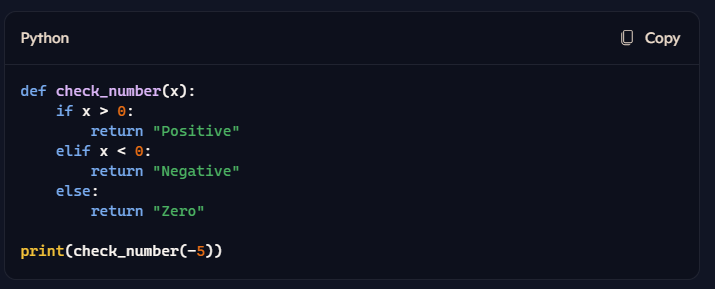 Python
Copy
def check_number(x):
    if x > 0:
        return "Positive"
    elif x < 0:
        return "Negative"
    else:
        return "Zero"
print(check_number(-5))